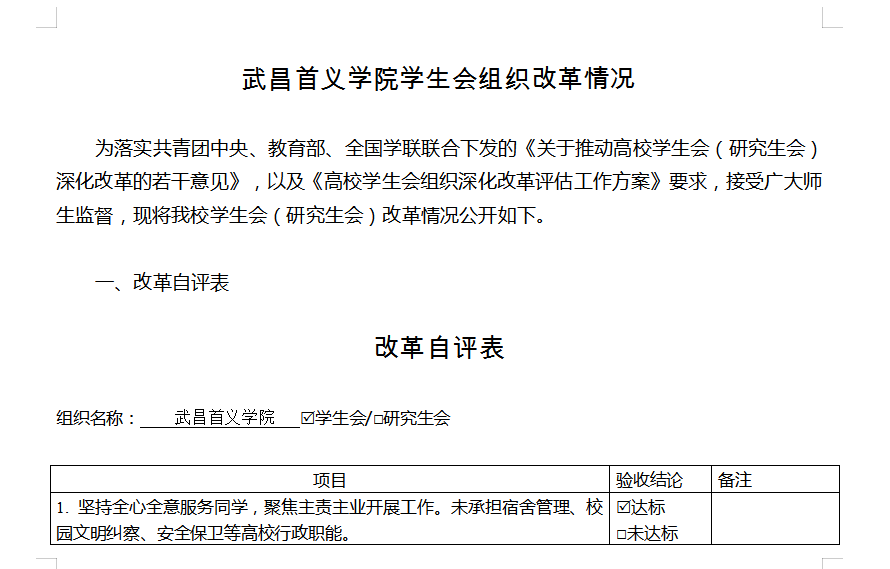 武昌首义学院学生会组织改革情况
为落实共青团中央、教育部、全国学联联合下发的《关于推动高校学生会（研究生会）
深化改革的若干意见》，以及《高校学生会组织深化改革评估工作方案》要求，接受广大师
生监督，现将我校学生会（研究生会）改革情况公开如下。
一、改革自评表
改革自评表
组织名称：武昌首义学院 ☑学生会/□研究生会
项目 验收结论 备注
1. 坚持全心全意服务同学，聚焦主责主业开展工作。未承担宿舍管理、校 ☑达标
园文明纠察、安全保卫等高校行政职能。 □未达标